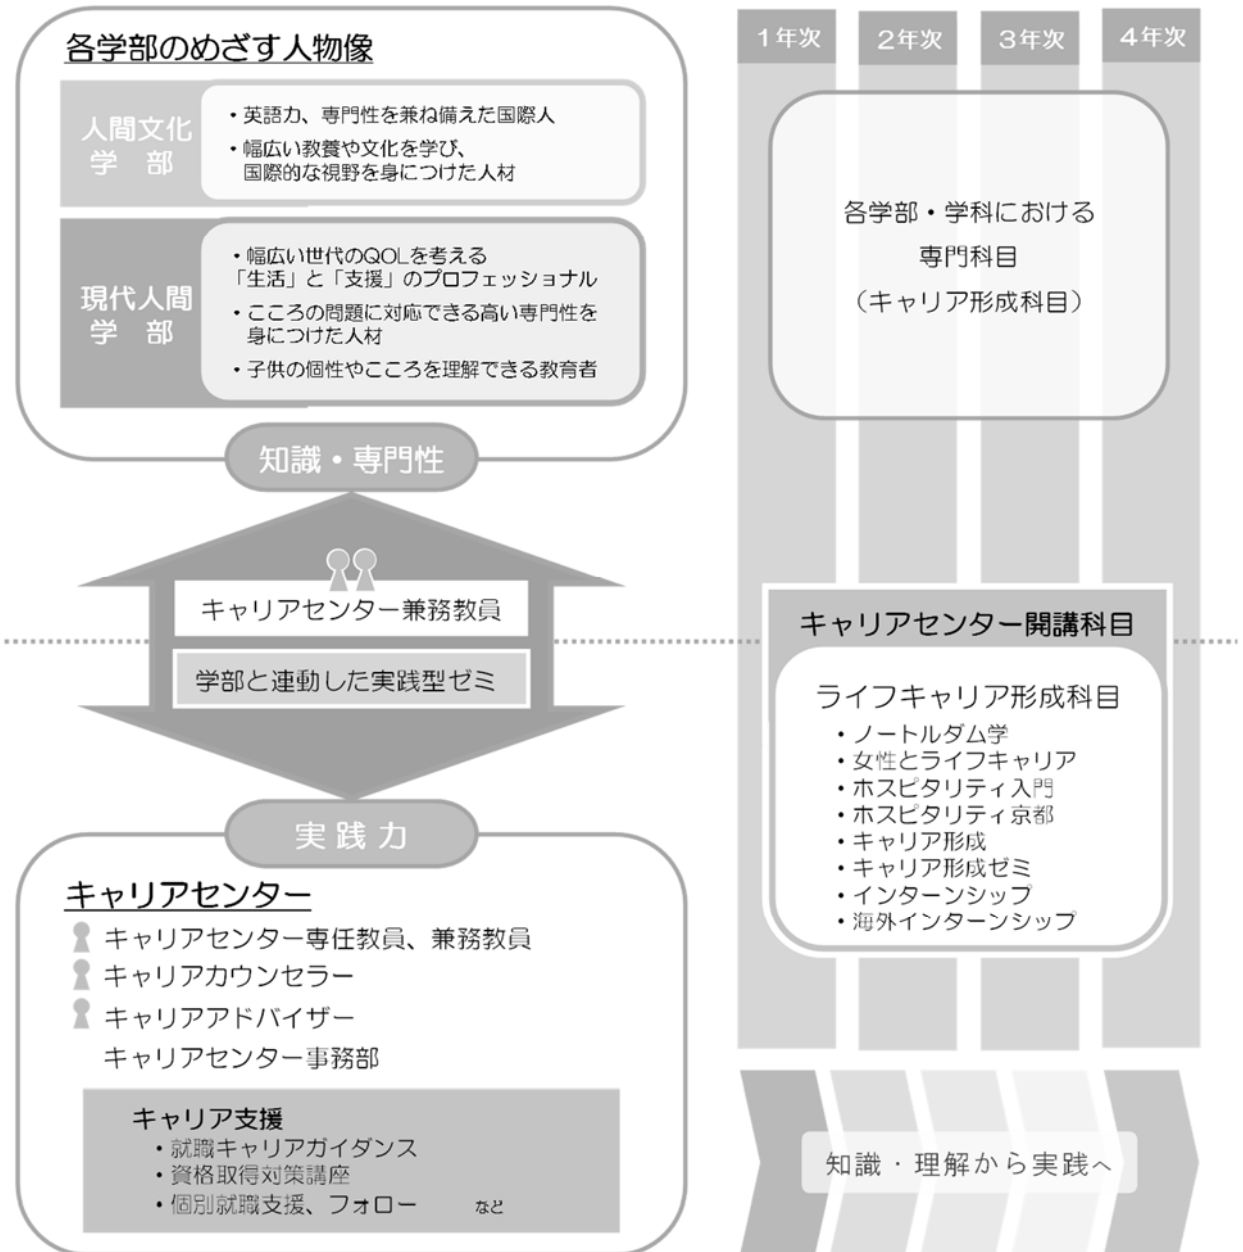 各学部のめざす人物像
人間文化
学 部
・英語力、専門性を兼ね備えた国際人
・幅広い教養や文化を学び、
国際的な視野を身につけた人材
現代人間
学 部
・幅広い世代のQOLを考える
「生活」と「支援」のプロフェッショナル
・こころの問題に対応できる高い専門性を
身につけた人材
・子供の個性やこころを理解できる教育者
知識・専門性
キャリアセンター兼務教員
学部と連動した実践型ゼミ
実践力
キャリアセンター
キャリアセンター専任教員、兼務教員
キャリアカウンセラー
キャリアアドバイザー
キャリアセンター事務部
キャリア支援
・就職キャリアガイダンス
・資格取得対策講座
・個別就職支援、フォロー など
1年次 2年次 3年次 4年次
各学部・学科における
専門科目
（キャリア形成科目）
キャリアセンター開講科目
ライフキャリア形成科目
・ノートルダム学
・女性とライフキャリア
・ホスピタリティ入門
・ホスピタリティ京都
・キャリア形成
・キャリア形成ゼミ
・インターンシップ
・海外インターンシップ
知識・理解から実践へ